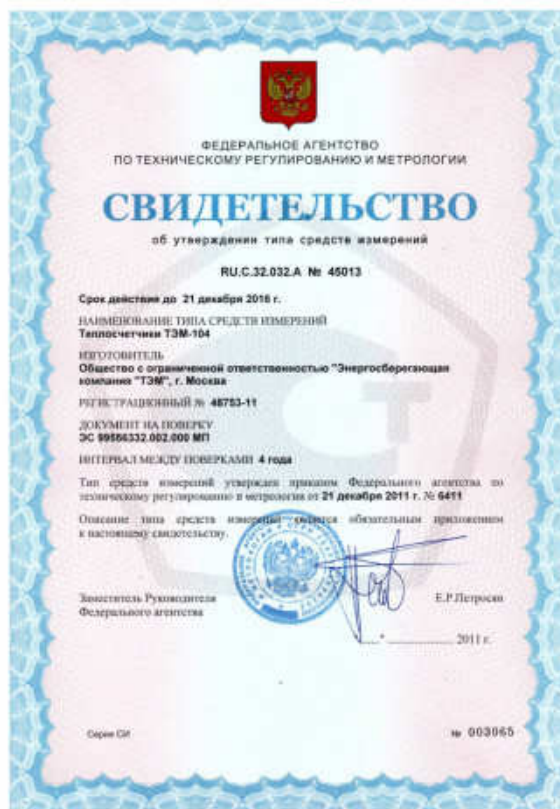 ФЕДЕРАЛЬНОЕ АГЕНТСТВО
ПО ТЕХНИЧЕСКОМУ РЕГУЛИРОВАНИЮ И МЕТРОЛОГИИ
СВИДЕТЕЛЬСТВО
об утверждении типа средств измерений
RU.C.32.032.A № 45013
Срок действия до 21 декабря 2016 г.
НАИМЕНОВАНИЕ ТИПА СРЕДСТВ ИЗМЕРЕНИЙ
Теплосчетчики ТЭМ-104
ИЗГОТОВИТЕЛЬ
Общество с ограниченной ответственностью "Энергосберегающая
компания "ТЭМ", г. Москва
РЕГИСТРАЦИОННЫЙ № 48753-11
ДОКУМЕНТ НА ПОВЕРКУ
ЭС 99556332.002.000 МП
ИНТЕРВАЛ МЕЖДУ ПОВЕРКАМИ 4 года
Тип средств измерений утвержден приказом Федерального агентства по
техническому регулированию и метрологии от 21 декабря 2011 г. № 6411
Описание типа средств измерений является обязательным приложением
к настоящему свидетельству.
Заместитель Руководителя
Федерального агентства
Е.Р.Петросян
"....." .................... 2011 г.
Серия СИ
№ 003065